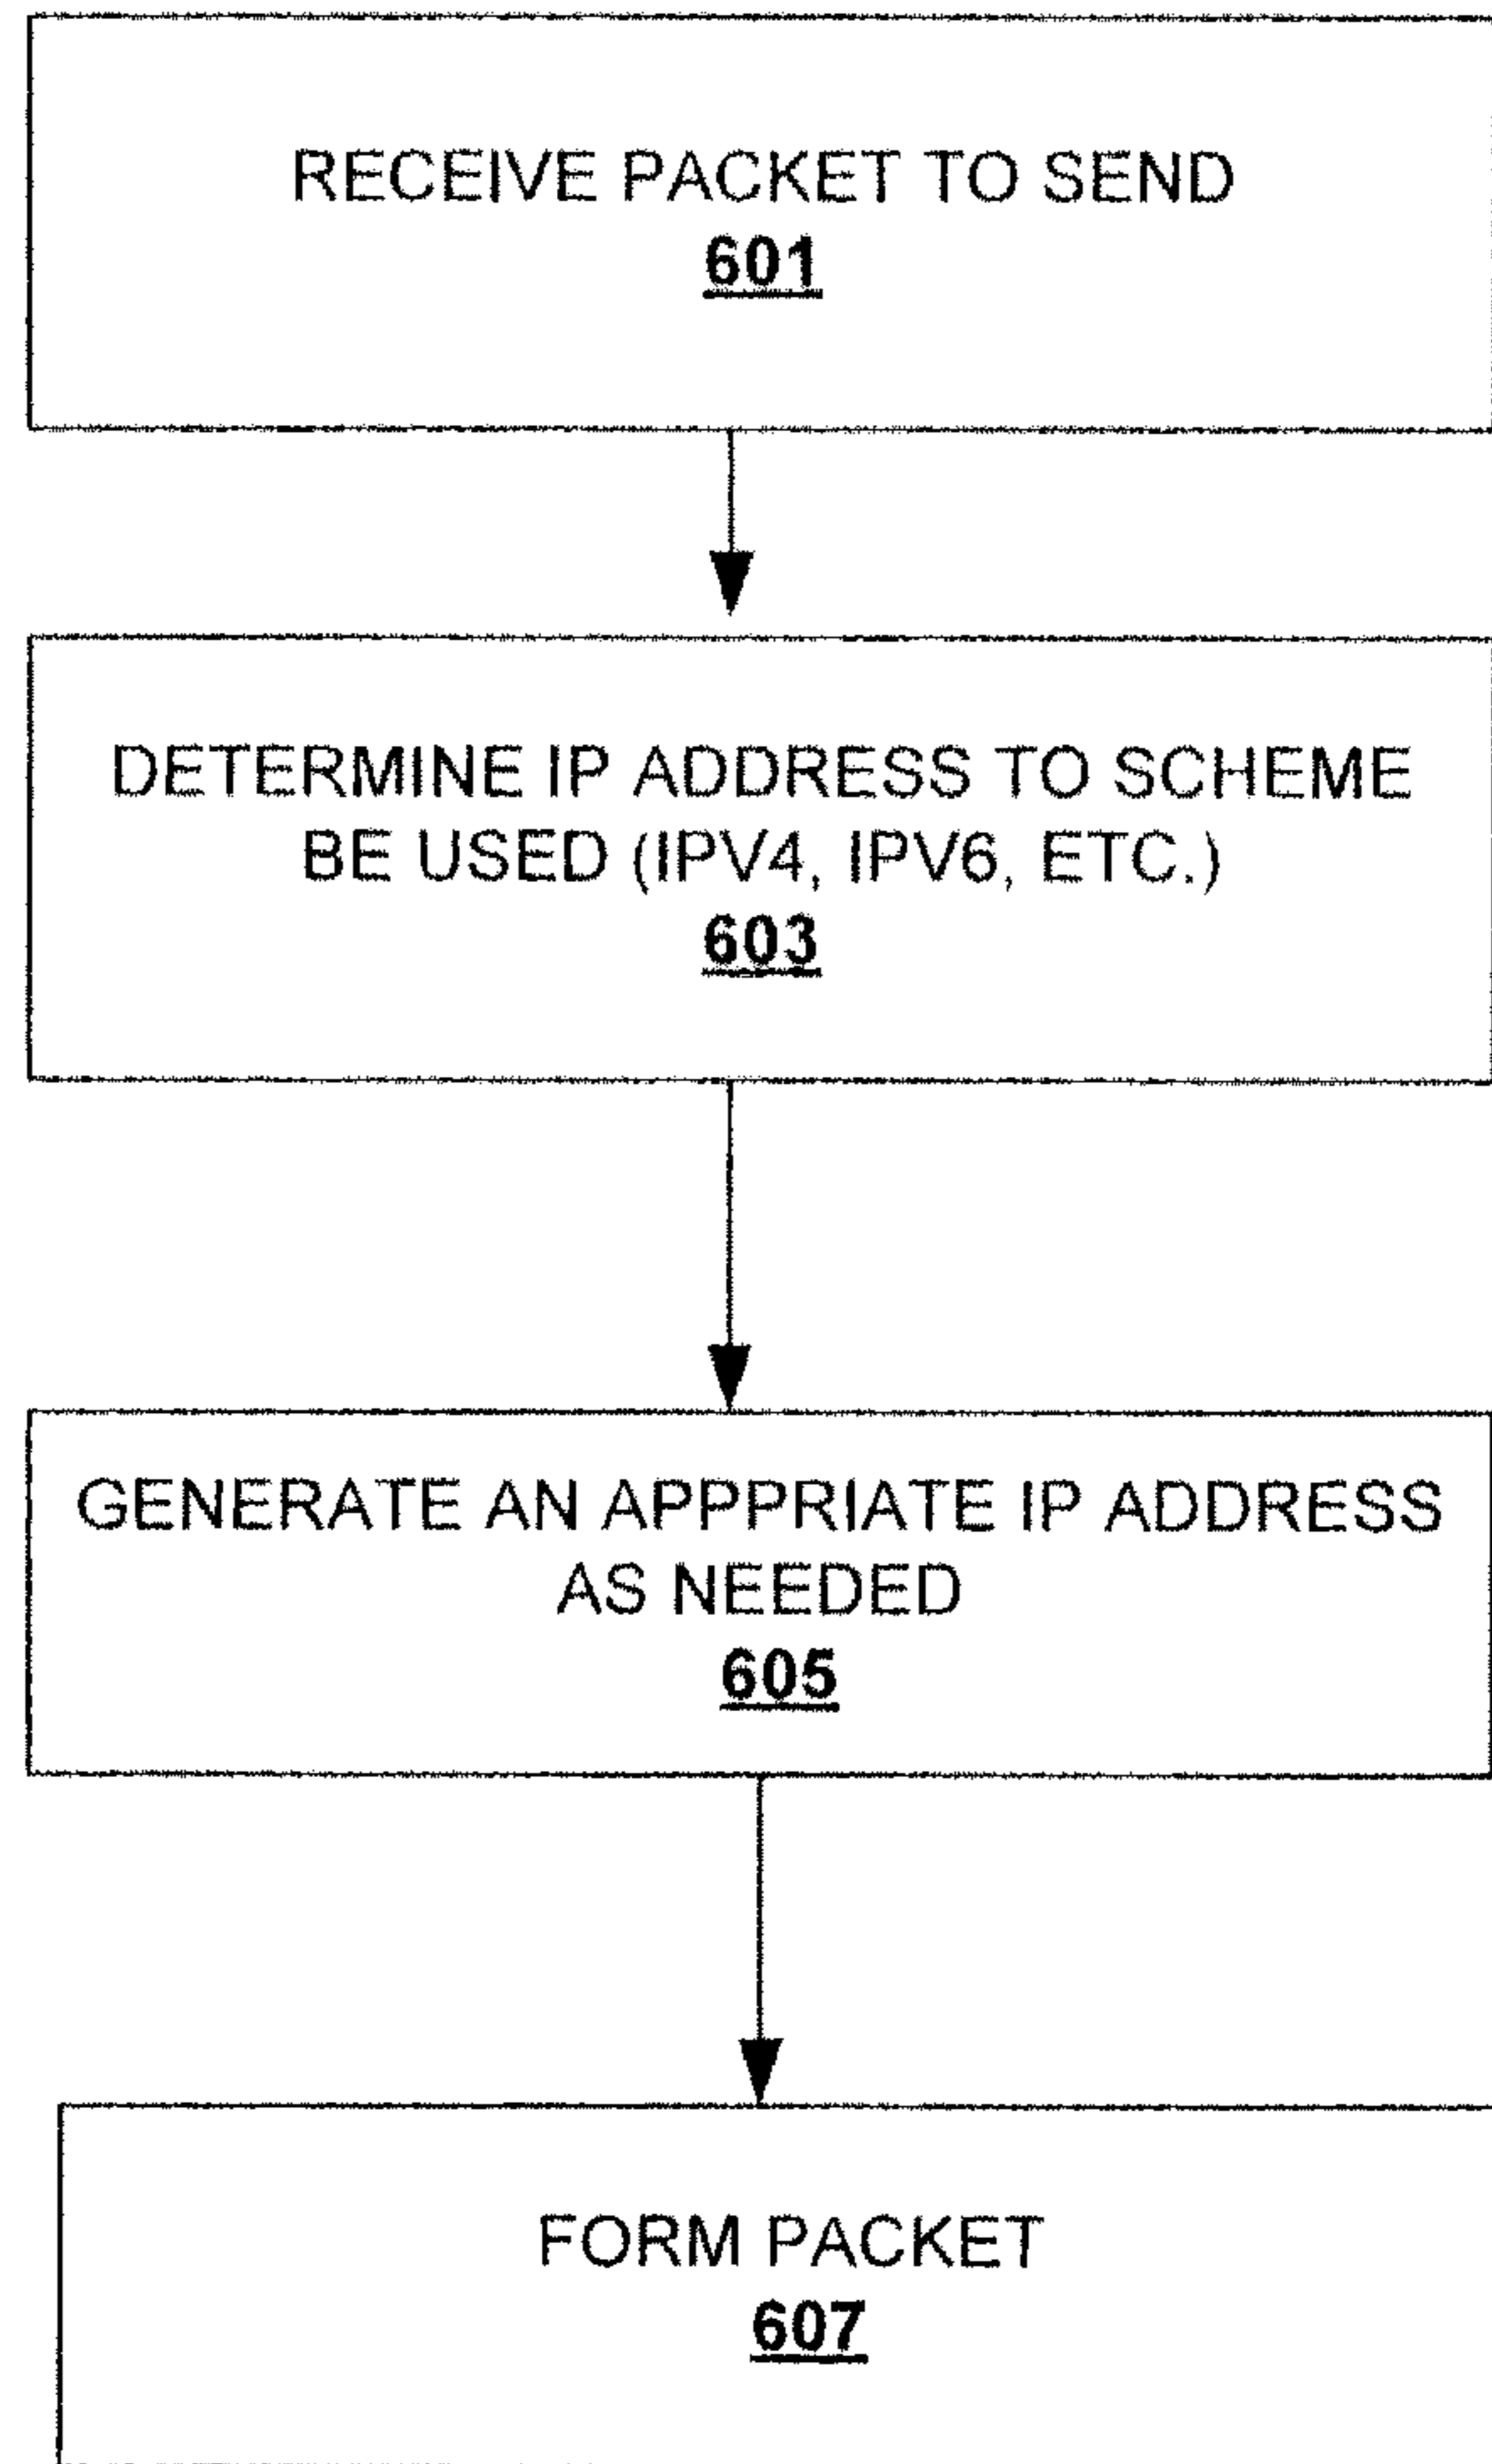 RECEIVE PACKET TO SEND
601
DETERMINE IP ADDRESS TO SCHEME
BE USED (IPV4, IPV6, ETC.)
603
GENERATE AN APPPRIATE IP ADDRESS
AS NEEDED
605
FORM PACKET
607